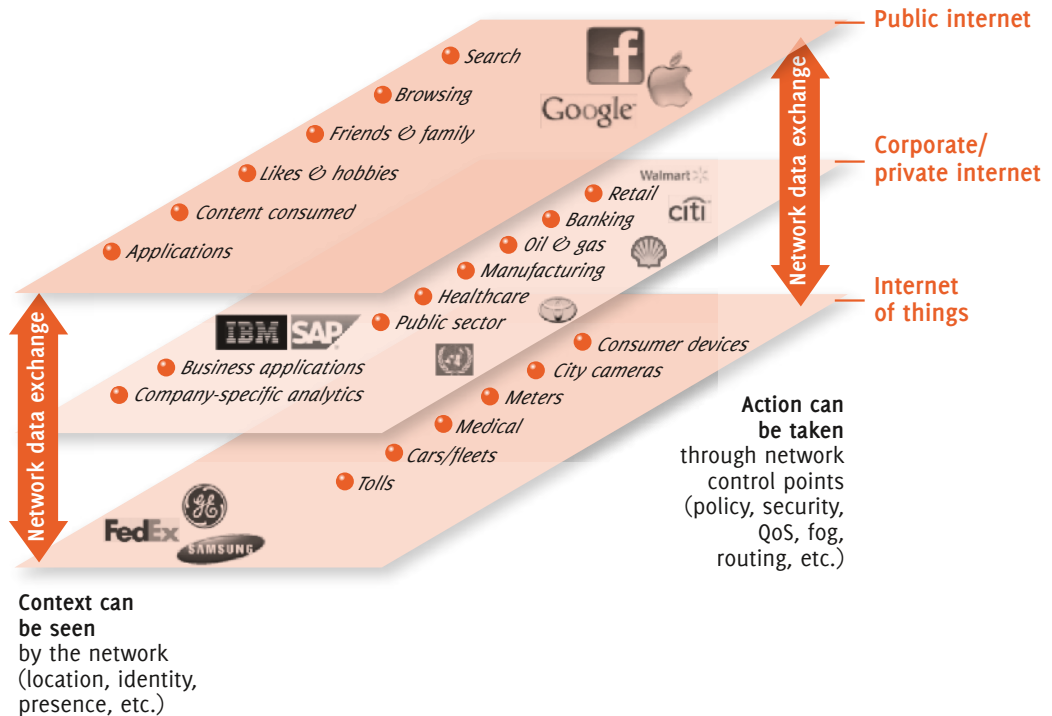 Public internet
Search
Browsing
Google
Friends & family
Likes & hobbies
Content consumed
Applications
Network data exchange
Corporate/
private internet
Walmart
Retail
citi
Banking
Oil & gas
Manufacturing
Healthcare
Public sector
IBM SAP
Business applications
Company-specific analytics
Network data exchange
Internet
of things
Consumer devices
City cameras
Meters
Medical
Cars/fleets
Tolls
GE
FedEx
SAMSUNG
Action can
be taken
through network
control points
(policy, security,
QoS, fog,
routing, etc.)
Context can
be seen
by the network
(location, identity,
presence, etc.)